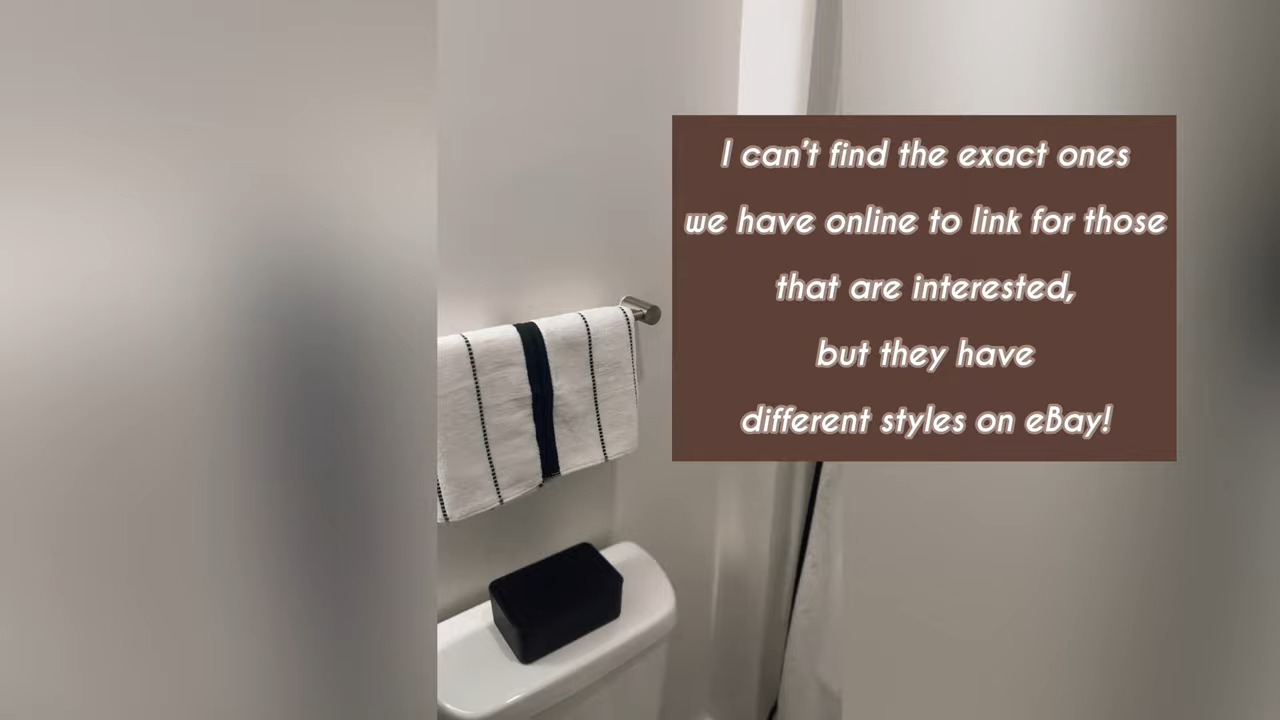 I can't find the exact ones
we have online to link for those
that are interested,
but they have
different styles on eBay!